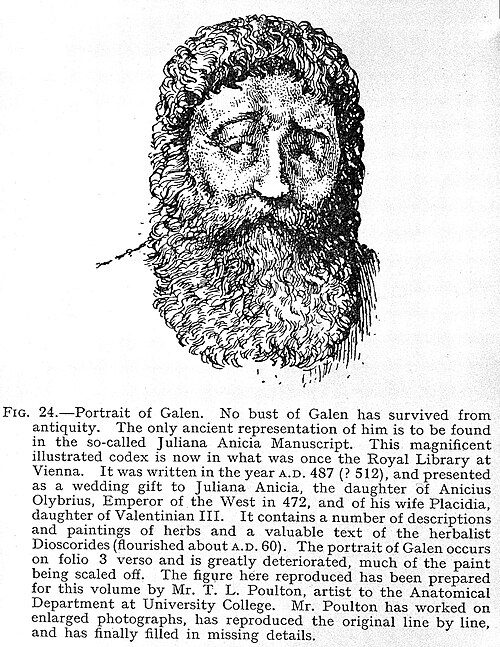 FIG. 24.—Portrait of Galen. No bust of Galen has survived from
antiquity. The only ancient representation of him is to be found
in the so-called Juliana Anicia Manuscript. This magnificent
illustrated codex is now in what was once the Royal Library at
Vienna. It was written in the year A.D. 487 (? 512), and presented
as a wedding gift to Juliana Anicia, the daughter of Anicius
Olybrius, Emperor of the West in 472, and of his wife Placidia,
daughter of Valentinian III. It contains a number of descriptions
and paintings of herbs and a valuable text of the herbalist
Dioscorides (flourished about A.D. 60). The portrait of Galen occurs
on folio 3 verso and is greatly deteriorated, much of the paint
being scaled off. The figure here reproduced has been prepared
for this volume by Mr. T. L. Poulton, artist to the Anatomical
Department at University College. Mr. Poulton has worked on
enlarged photographs, has reproduced the original line by line,
and has finally filled in missing details.